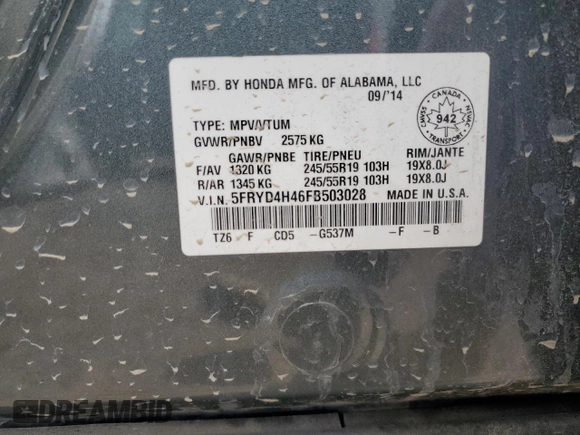 MFD. BY HONDA MFG. OF ALABAMA, LLC
09/'14
CANADA
CMVSS
NSVAC
942
TRANSPORT
TYPE: MPV/VTUM
GVWR/PNBV 2575 KG
GAWR/PNBE TIRE/PNEU RIM/JANTE
F/AV 1320 KG 245/55R19 103H 19X8.0J
R/AR 1345 KG 245/55R19 103H 19X8.0J
V.I.N. 5FRYD4H46FB503028 MADE IN U.S.A.
TZ6 F CD5 -G537M -F -B
DREAMBID